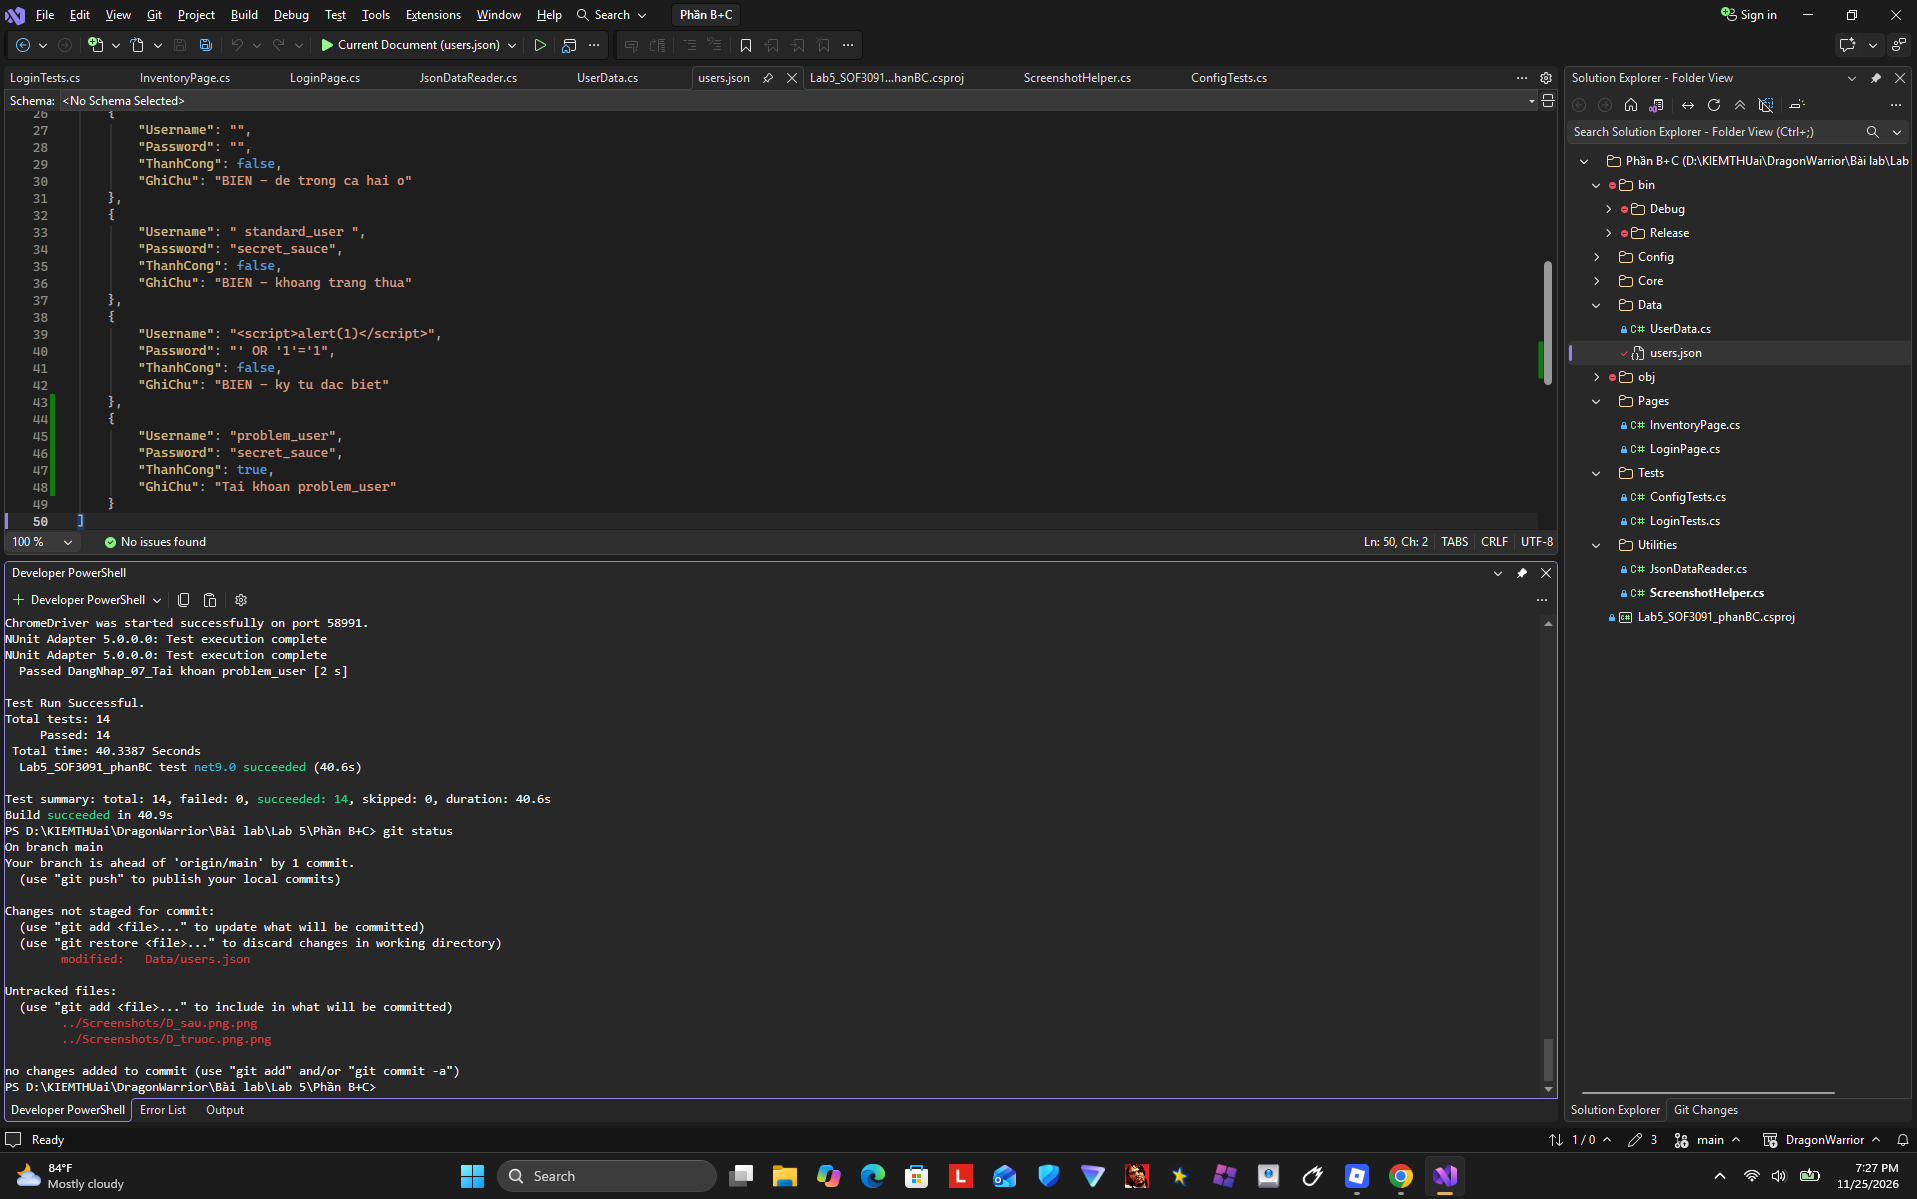 File Edit View Git Project Build Debug Test Tools Extensions Window Help Search Phần B+C Sign in
Current Document (users.json)
LoginTests.cs InventoryPage.cs LoginPage.cs JsonDataReader.cs UserData.cs users.json Lab5_SOF3091...hanBC.csproj ScreenshotHelper.cs ConfigTests.cs
Schema: <No Schema Selected>
26 {
27 "Username": "",
28 "Password": "",
29 "ThanhCong": false,
30 "GhiChu": "BIEN - de trong ca hai o"
31 },
32 {
33 "Username": " standard_user ",
34 "Password": "secret_sauce",
35 "ThanhCong": false,
36 "GhiChu": "BIEN - khoang trang thua"
37 },
38 {
39 "Username": "<script>alert(1)</script>",
40 "Password": "' OR '1'='1",
41 "ThanhCong": false,
42 "GhiChu": "BIEN - ky tu dac biet"
43 },
44 {
45 "Username": "problem_user",
46 "Password": "secret_sauce",
47 "ThanhCong": true,
48 "GhiChu": "Tai khoan problem_user"
49 }
50 ]
100 % No issues found Ln: 50, Ch: 2 TABS CRLF UTF-8
Developer PowerShell
Developer PowerShell
ChromeDriver was started successfully on port 58991.
NUnit Adapter 5.0.0.0: Test execution complete
NUnit Adapter 5.0.0.0: Test execution complete
Passed DangNhap_07_Tai khoan problem_user [2 s]
Test Run Successful.
Total tests: 14
Passed: 14
Total time: 40.3387 Seconds
Lab5_SOF3091_phanBC test net9.0 succeeded (40.6s)
Test summary: total: 14, failed: 0, succeeded: 14, skipped: 0, duration: 40.6s
Build succeeded in 40.9s
PS D:\KIEMTHUai\DragonWarrior\Bài lab\Lab 5\Phần B+C> git status
On branch main
Your branch is ahead of 'origin/main' by 1 commit.
(use "git push" to publish your local commits)
Changes not staged for commit:
(use "git add <file>..." to update what will be committed)
(use "git restore <file>..." to discard changes in working directory)
modified: Data/users.json
Untracked files:
(use "git add <file>..." to include in what will be committed)
../Screenshots/D_sau.png.png
../Screenshots/D_truoc.png.png
no changes added to commit (use "git add" and/or "git commit -a")
PS D:\KIEMTHUai\DragonWarrior\Bài lab\Lab 5\Phần B+C>
Developer PowerShell Error List Output
Solution Explorer - Folder View
Search Solution Explorer - Folder View (Ctrl+;)
Phần B+C (D:\KIEMTHUai\DragonWarrior\Bài lab\Lab
bin
Debug
Release
Config
Core
Data
C# UserData.cs
users.json
obj
Pages
C# InventoryPage.cs
C# LoginPage.cs
Tests
C# ConfigTests.cs
C# LoginTests.cs
Utilities
C# JsonDataReader.cs
C# ScreenshotHelper.cs
Lab5_SOF3091_phanBC.csproj
Solution Explorer Git Changes
Ready 1 / 0 3 main DragonWarrior
84°F
Mostly cloudy
Search
L
7:27 PM
11/25/2026